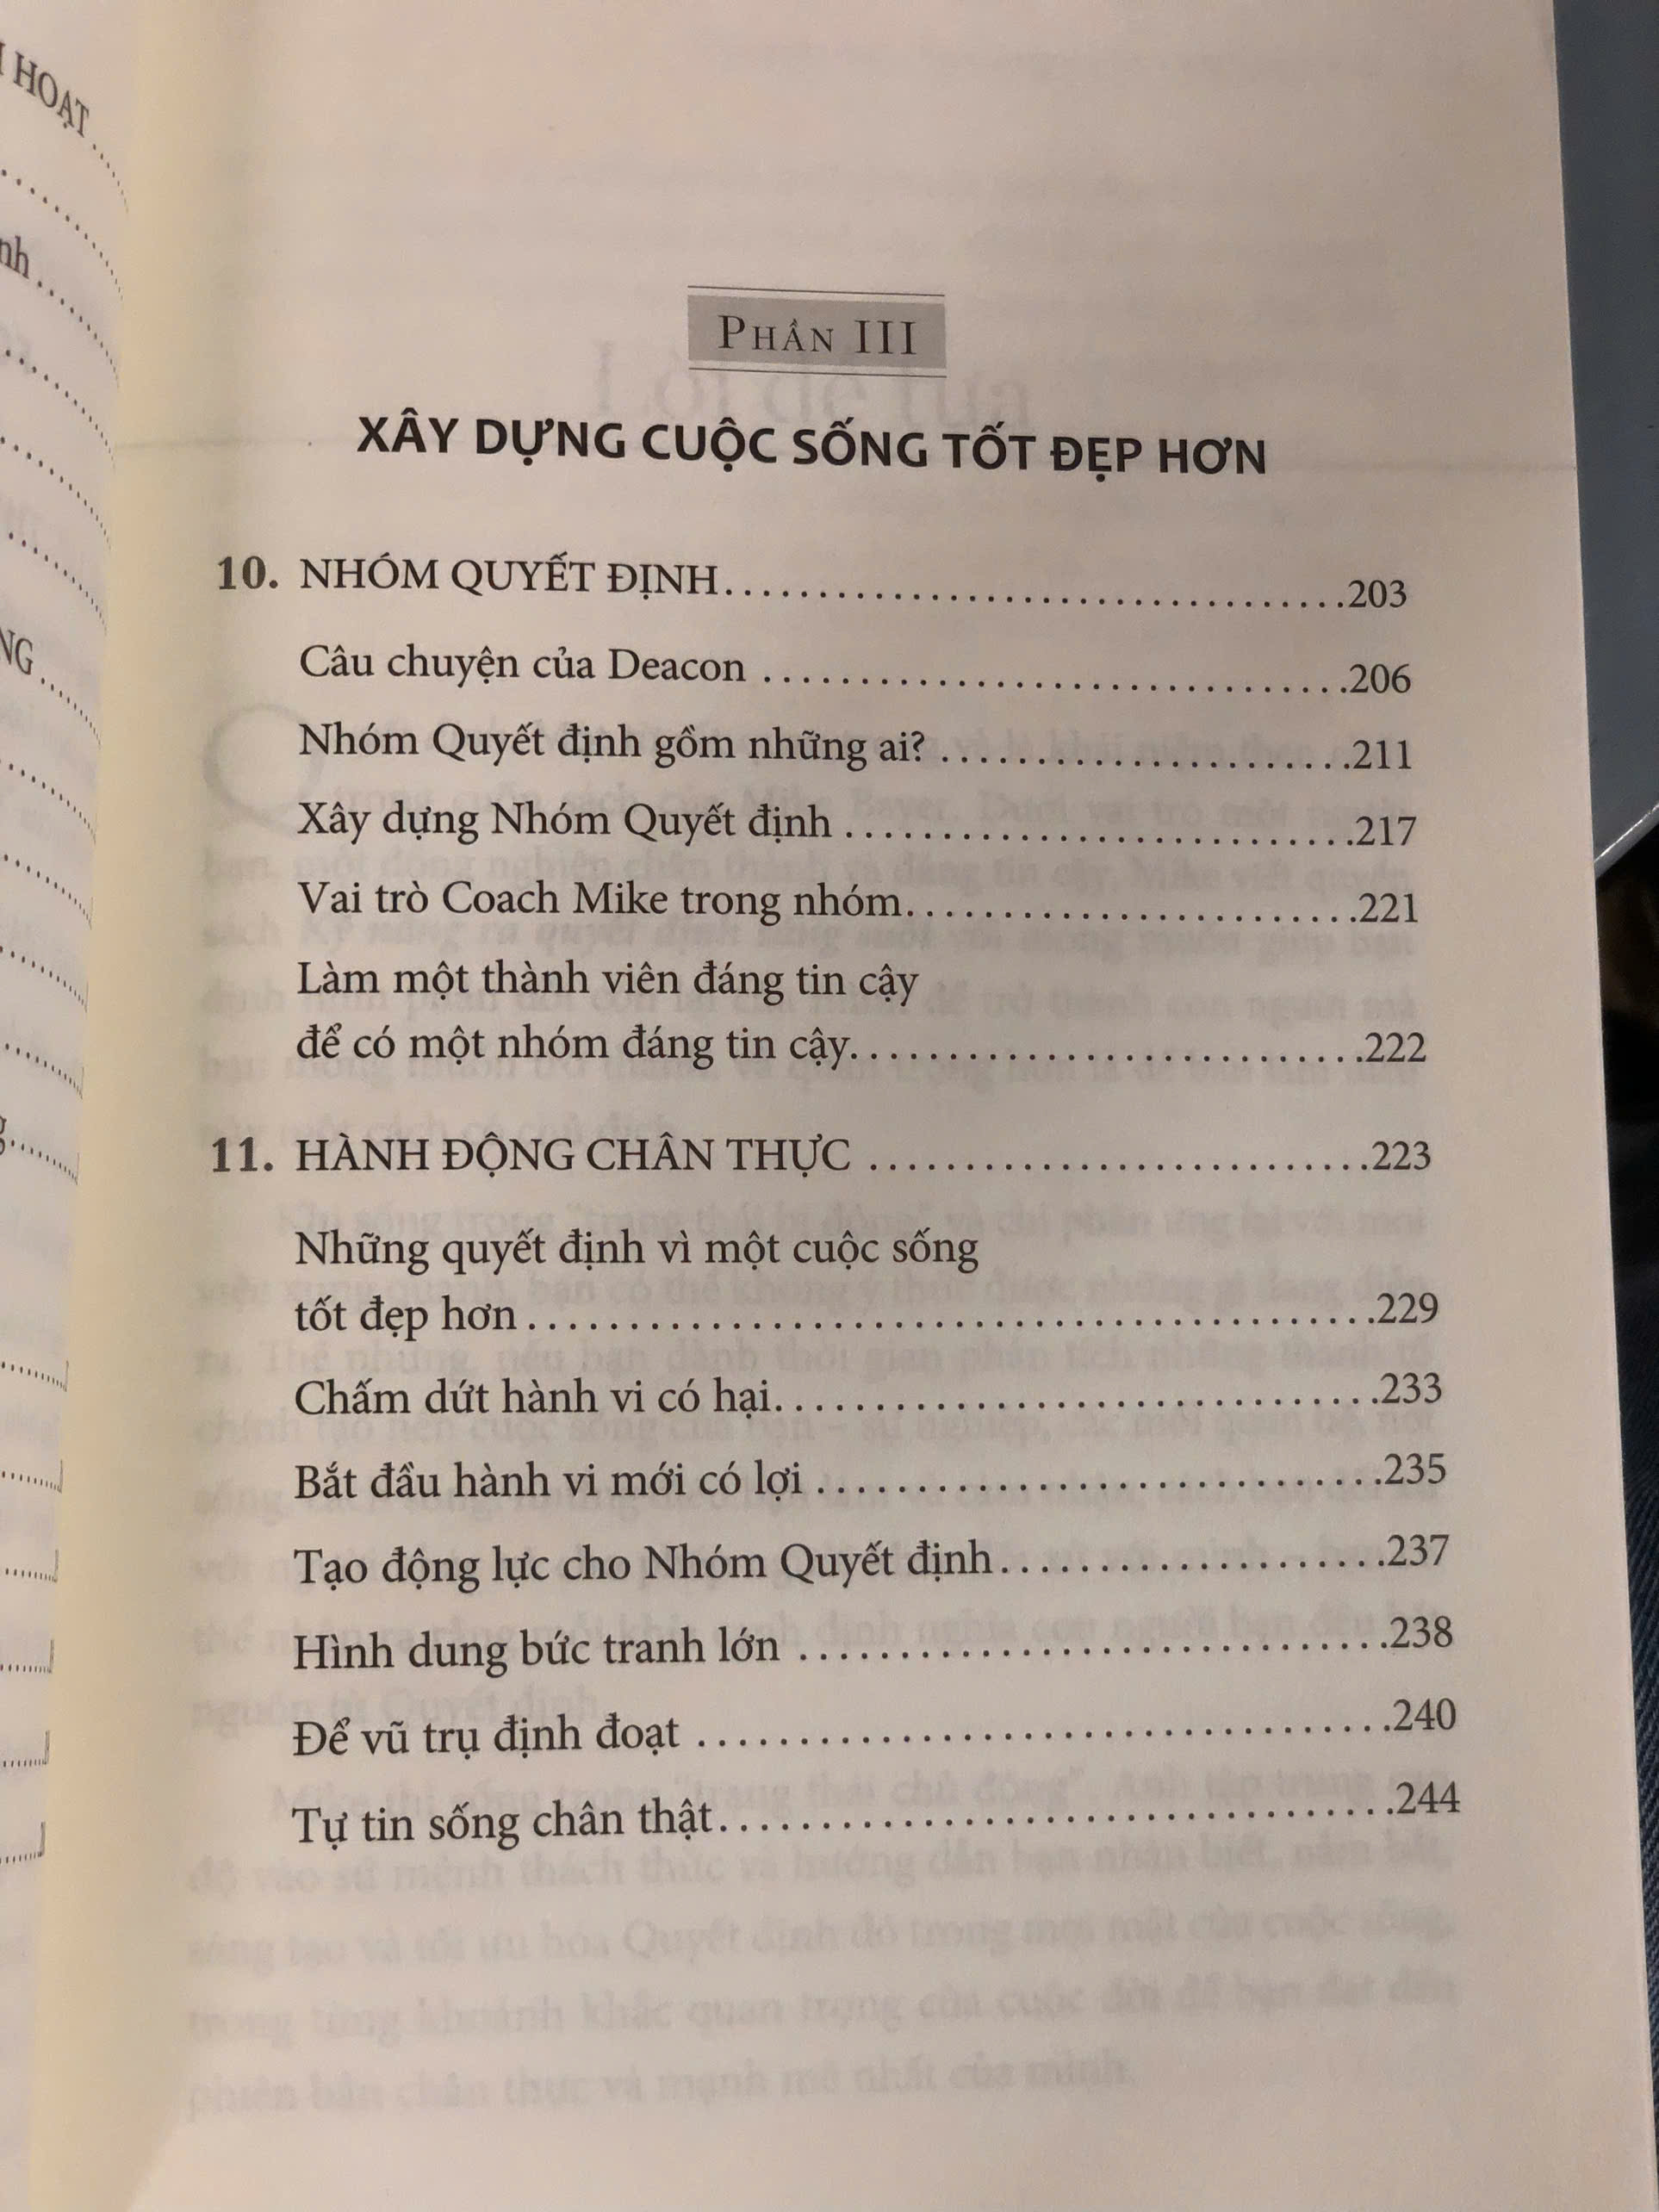 HOẠT
nh
NG
PHẦN III
XÂY DỰNG CUỘC SỐNG TỐT ĐẸP HƠN
10. NHÓM QUYẾT ĐỊNH....................................203
Câu chuyện của Deacon ................................206
Nhóm Quyết định gồm những ai? ......................211
Xây dựng Nhóm Quyết định ...........................217
Vai trò Coach Mike trong nhóm........................221
Làm một thành viên đáng tin cậy
để có một nhóm đáng tin cậy...........................222
11. HÀNH ĐỘNG CHÂN THỰC ...........................223
Những quyết định vì một cuộc sống
tốt đẹp hơn.............................................229
Chấm dứt hành vi có hại................................233
Bắt đầu hành vi mới có lợi ..............................235
Tạo động lực cho Nhóm Quyết định....................237
Hình dung bức tranh lớn ...............................238
Để vũ trụ định đoạt ....................................240
Tự tin sống chân thật...................................244